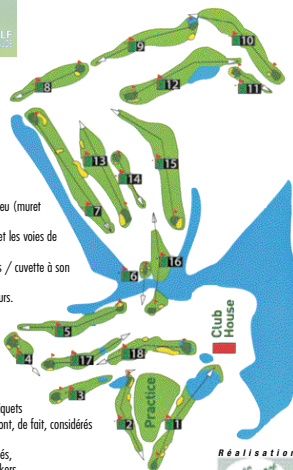 LF
10
9
12
8
11
13
15
14
eu (muret
7
et les voies de
16
s / cuvette à son
6
urs.
Club
House
5
18
17
4
3
Practice
2
1
quets
ont, de fait, considérés
és,
kers
Réalisation